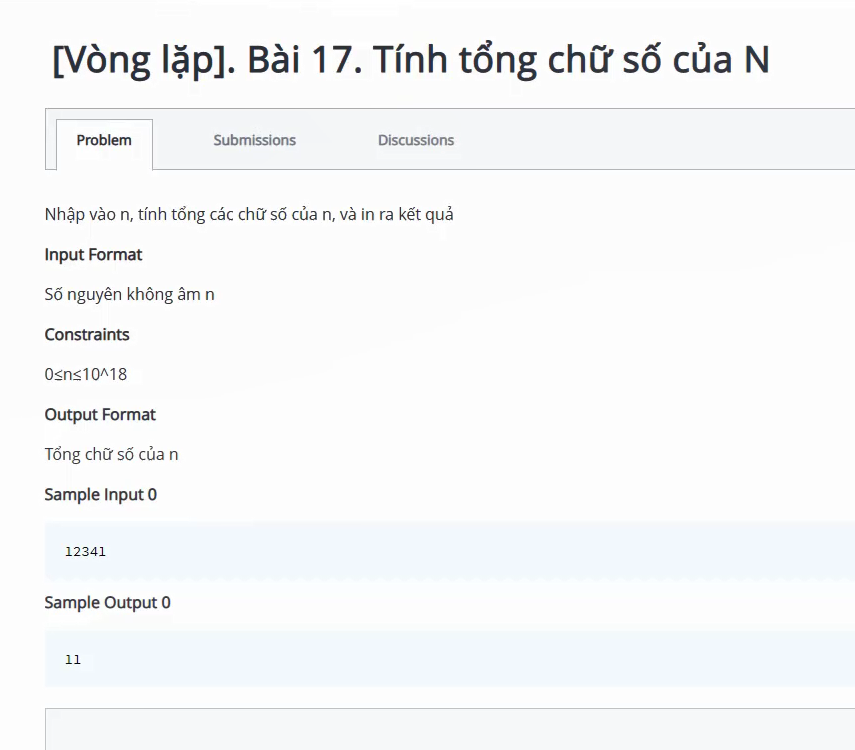 [Vòng lặp]. Bài 17. Tính tổng chữ số của N
Problem
Submissions
Discussions
Nhập vào n, tính tổng các chữ số của n, và in ra kết quả
Input Format
Số nguyên không âm n
Constraints
0≤n≤10^18
Output Format
Tổng chữ số của n
Sample Input 0
12341
Sample Output 0
11